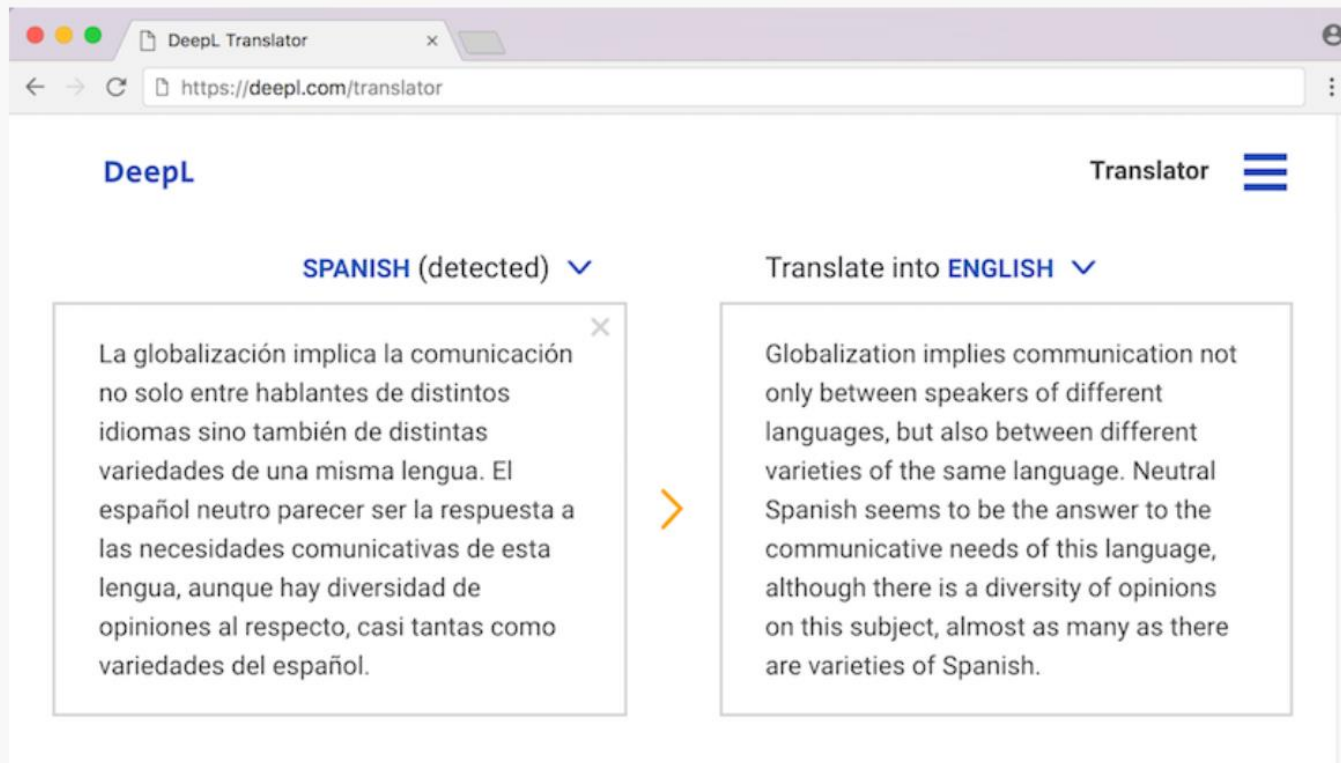 DeepL Translator
https://deepl.com/translator
DeepL
Translator
SPANISH (detected)
Translate into ENGLISH
La globalización implica la comunicación
no solo entre hablantes de distintos
idiomas sino también de distintas
variedades de una misma lengua. El
español neutro parecer ser la respuesta a
las necesidades comunicativas de esta
lengua, aunque hay diversidad de
opiniones al respecto, casi tantas como
variedades del español.
Globalization implies communication not
only between speakers of different
languages, but also between different
varieties of the same language. Neutral
Spanish seems to be the answer to the
communicative needs of this language,
although there is a diversity of opinions
on this subject, almost as many as there
are varieties of Spanish.